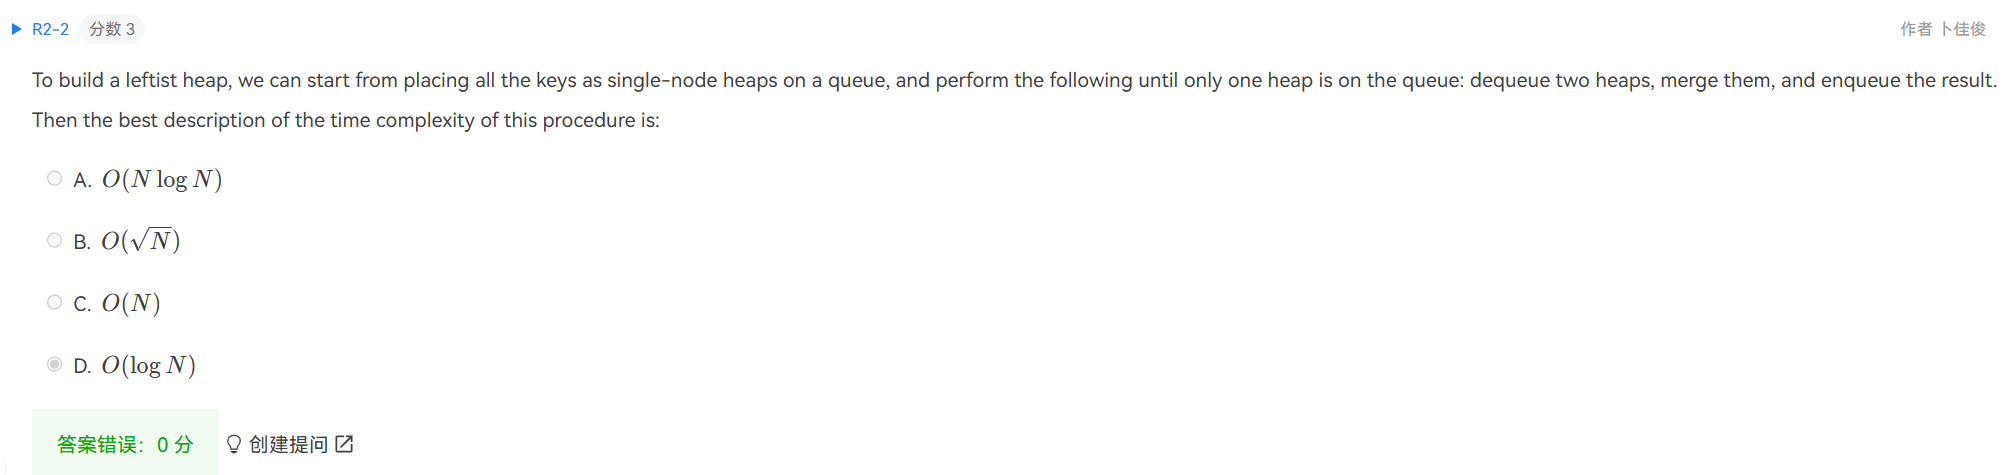 R2-2 分数 3 作者 卜佳俊
To build a leftist heap, we can start from placing all the keys as single-node heaps on a queue, and perform the following until only one heap is on the queue: dequeue two heaps, merge them, and enqueue the result.
Then the best description of the time complexity of this procedure is:
A. O(N log N)
B. O(√N)
C. O(N)
D. O(log N)
答案错误：0 分 创建提问